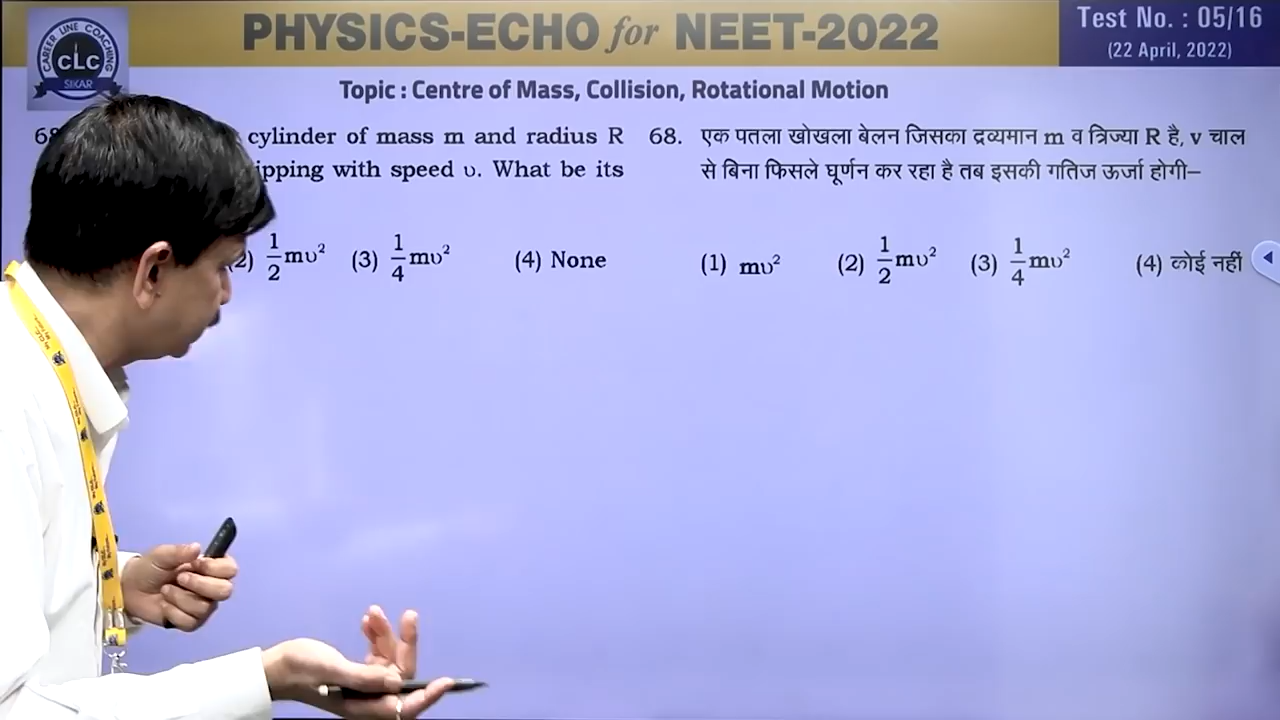 CAREER LINE COACHING
CLC
SIKAR
PHYSICS-ECHO for NEET-2022
Test No. : 05/16
(22 April, 2022)
Topic : Centre of Mass, Collision, Rotational Motion
cylinder of mass m and radius R
ipping with speed υ. What be its
(2) 1/2 mυ² (3) 1/4 mυ² (4) None
68. एक पतला खोखला बेलन जिसका द्रव्यमान m व त्रिज्या R है, v चाल
से बिना फिसले घूर्णन कर रहा है तब इसकी गतिज ऊर्जा होगी–
(1) mυ² (2) 1/2 mυ² (3) 1/4 mυ² (4) कोई नहीं